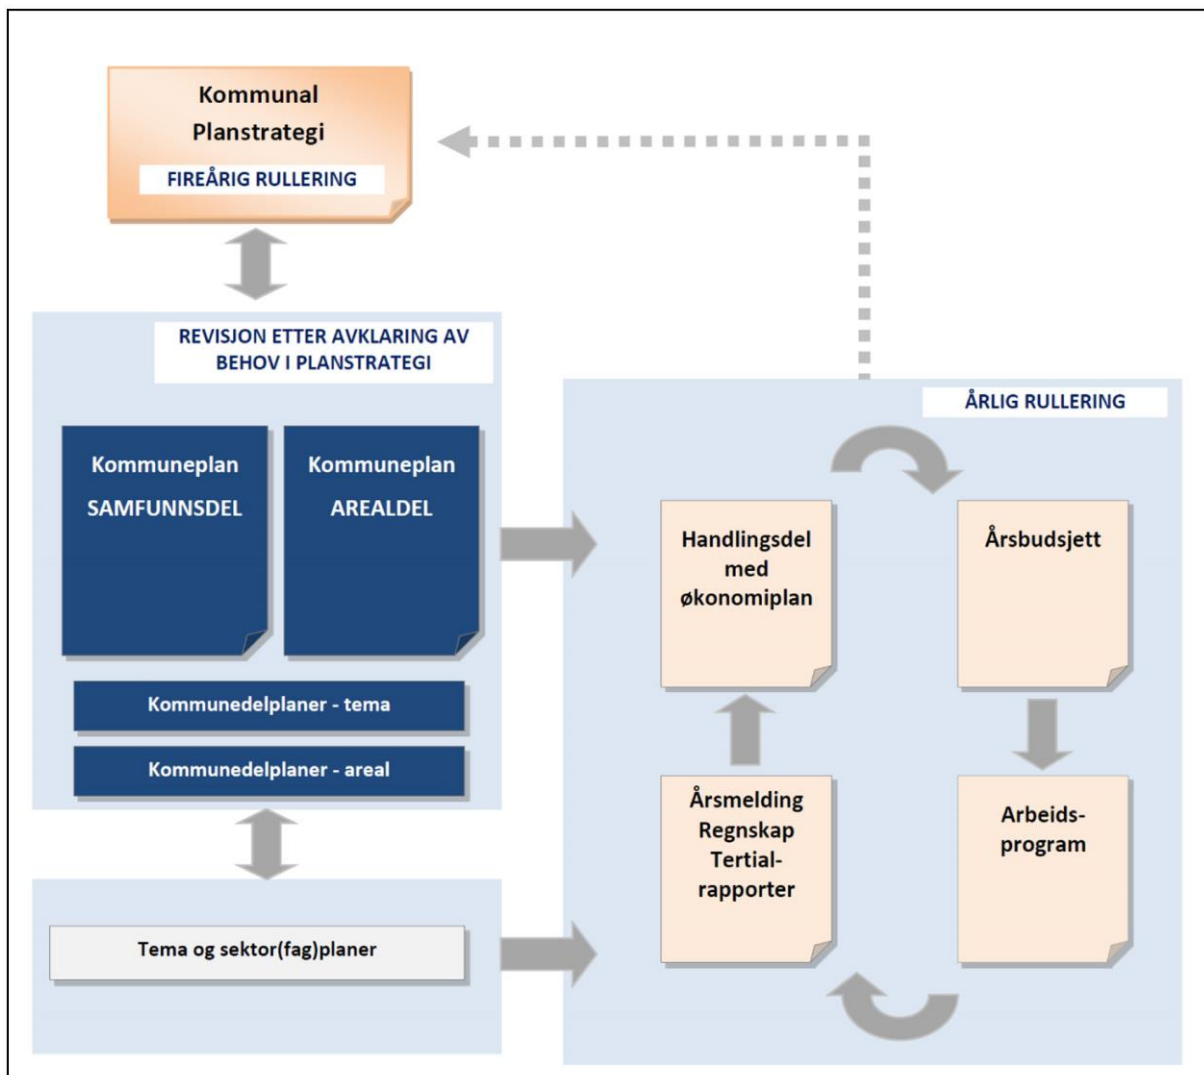 Kommunal
Planstrategi
FIREÅRIG RULLERING
REVISJON ETTER AVKLARING AV
BEHOV I PLANSTRATEGI
Kommuneplan
SAMFUNNSDEL
Kommuneplan
AREALDEL
Kommunedelplaner - tema
Kommunedelplaner - areal
Tema og sektor(fag)planer
ÅRLIG RULLERING
Handlingsdel
med
økonomiplan
Årsbudsjett
Årsmelding
Regnskap
Tertial-
rapporter
Arbeids-
program